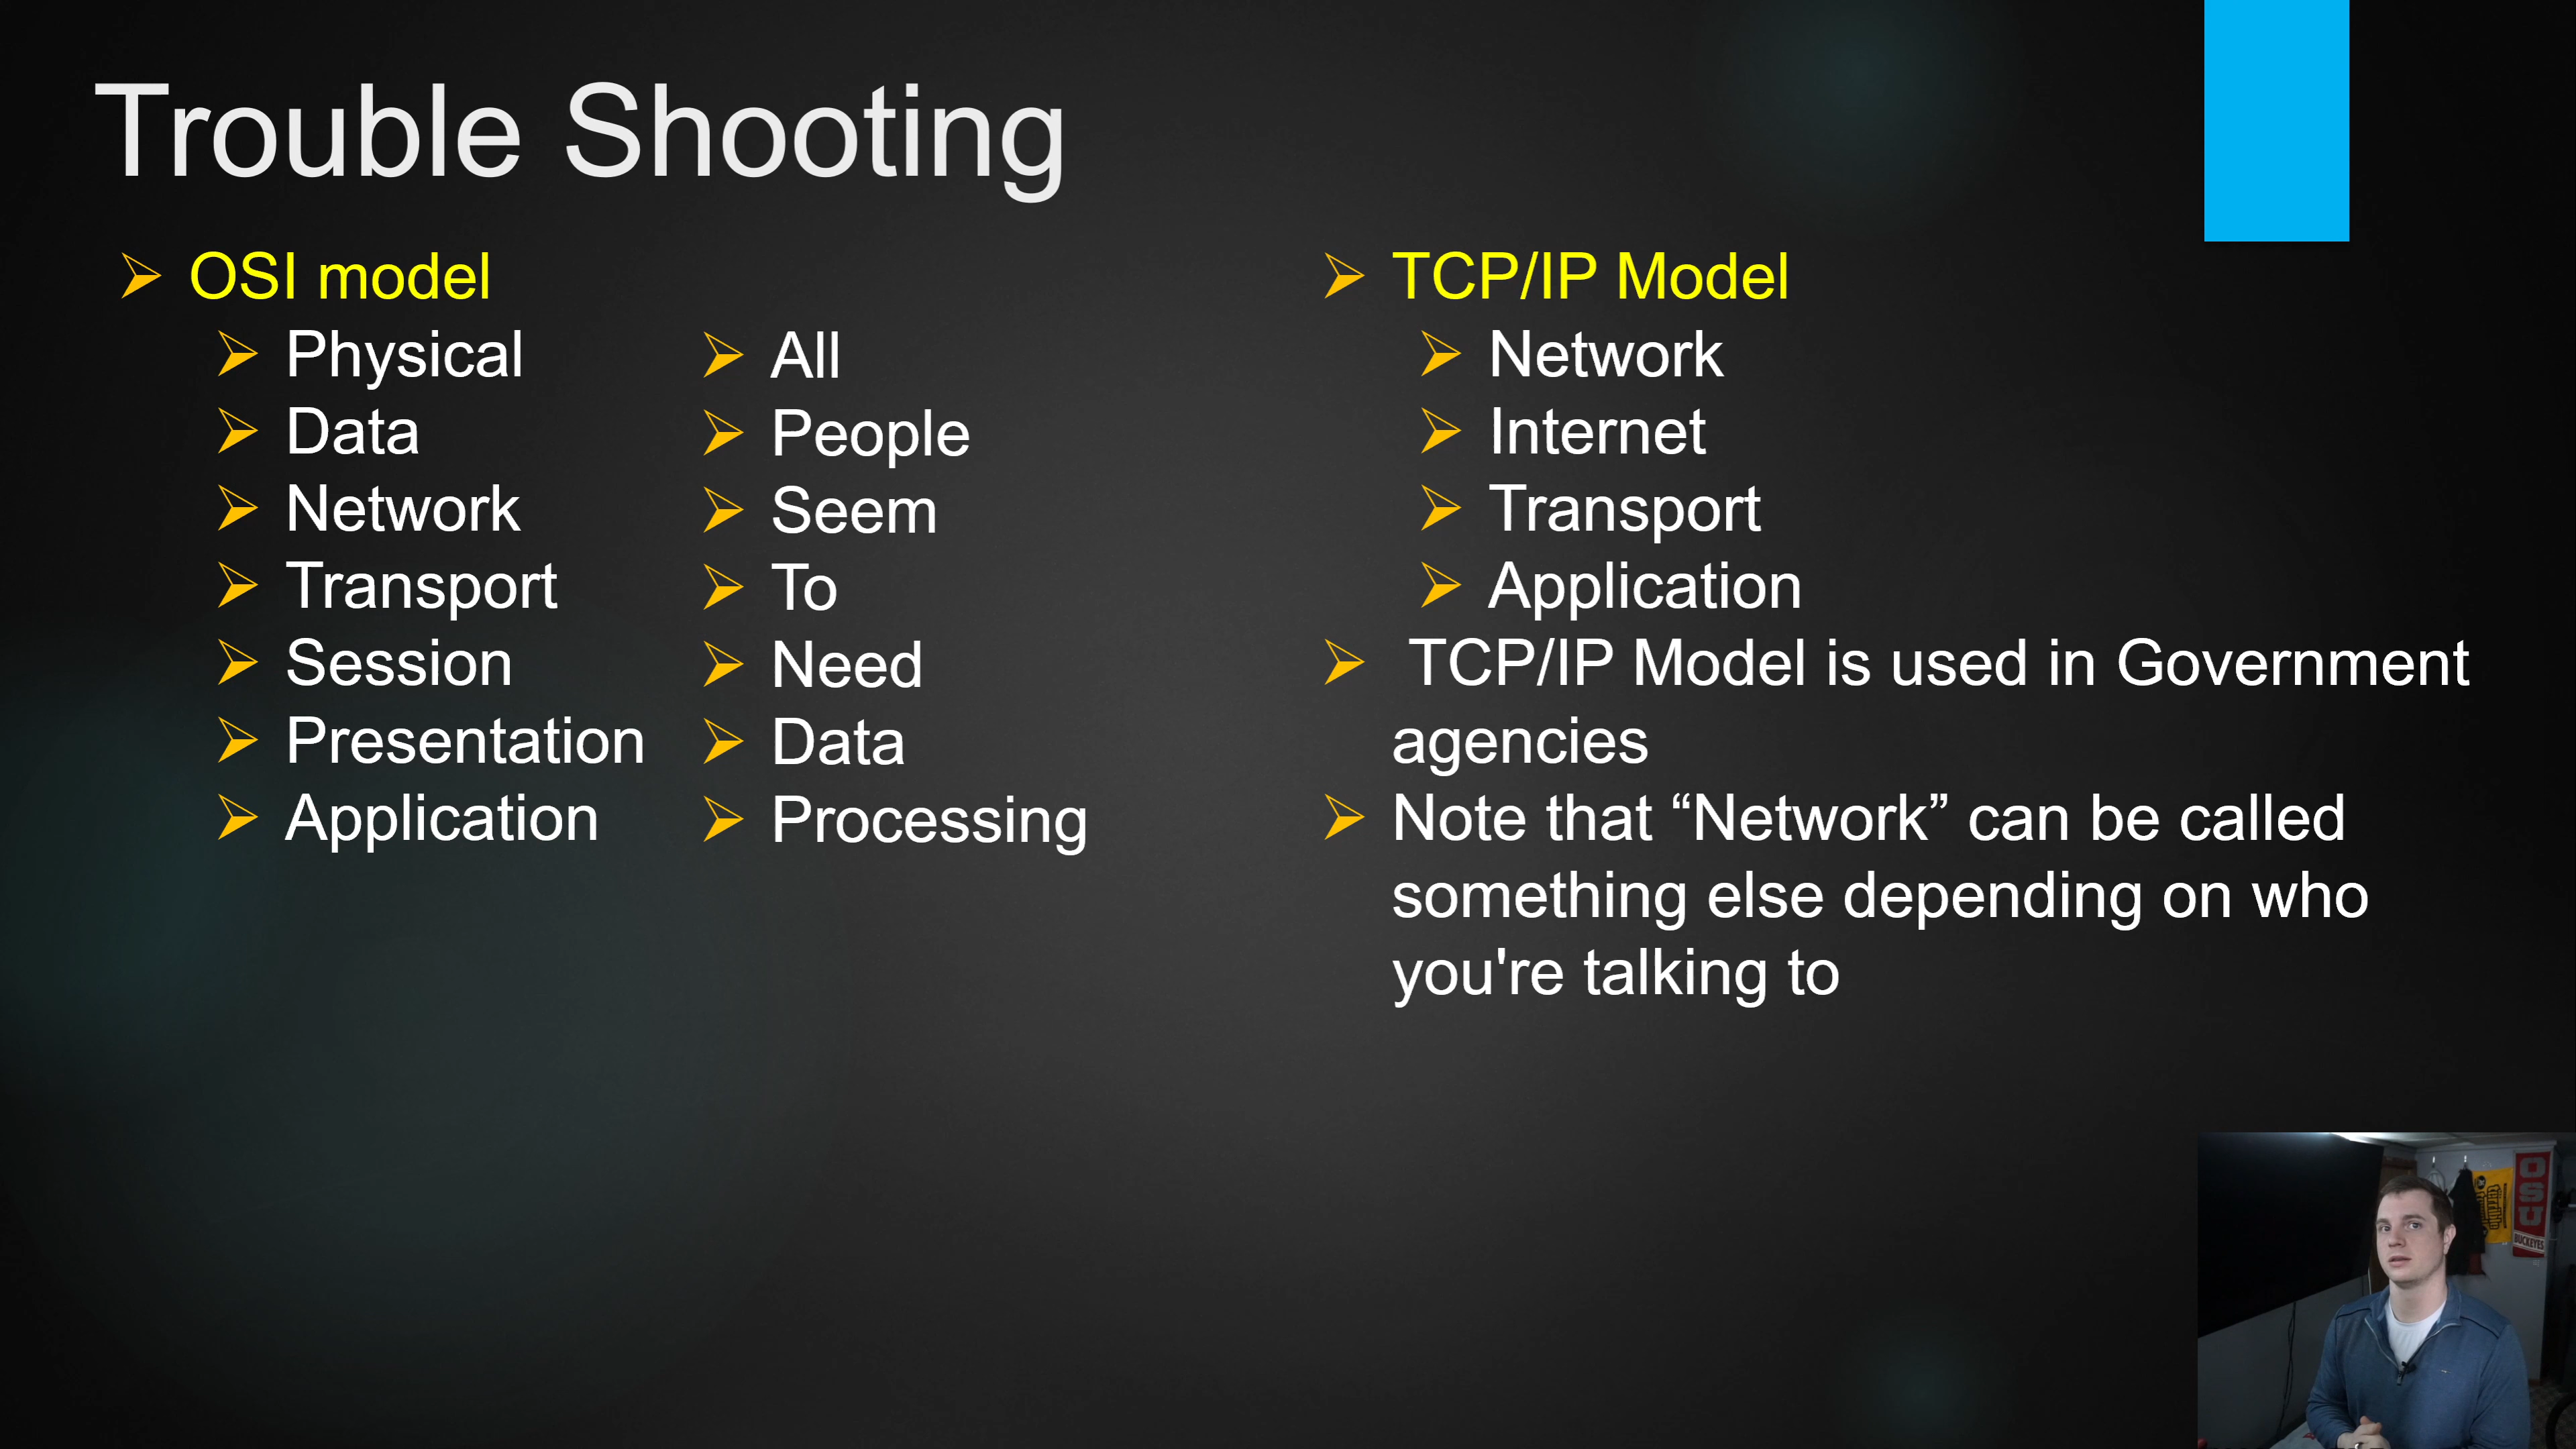 Trouble Shooting
OSI model
Physical
Data
Network
Transport
Session
Presentation
Application
All
People
Seem
To
Need
Data
Processing
TCP/IP Model
Network
Internet
Transport
Application
TCP/IP Model is used in Government
agencies
Note that “Network” can be called
something else depending on who
you're talking to
OSU
BUCKEYES